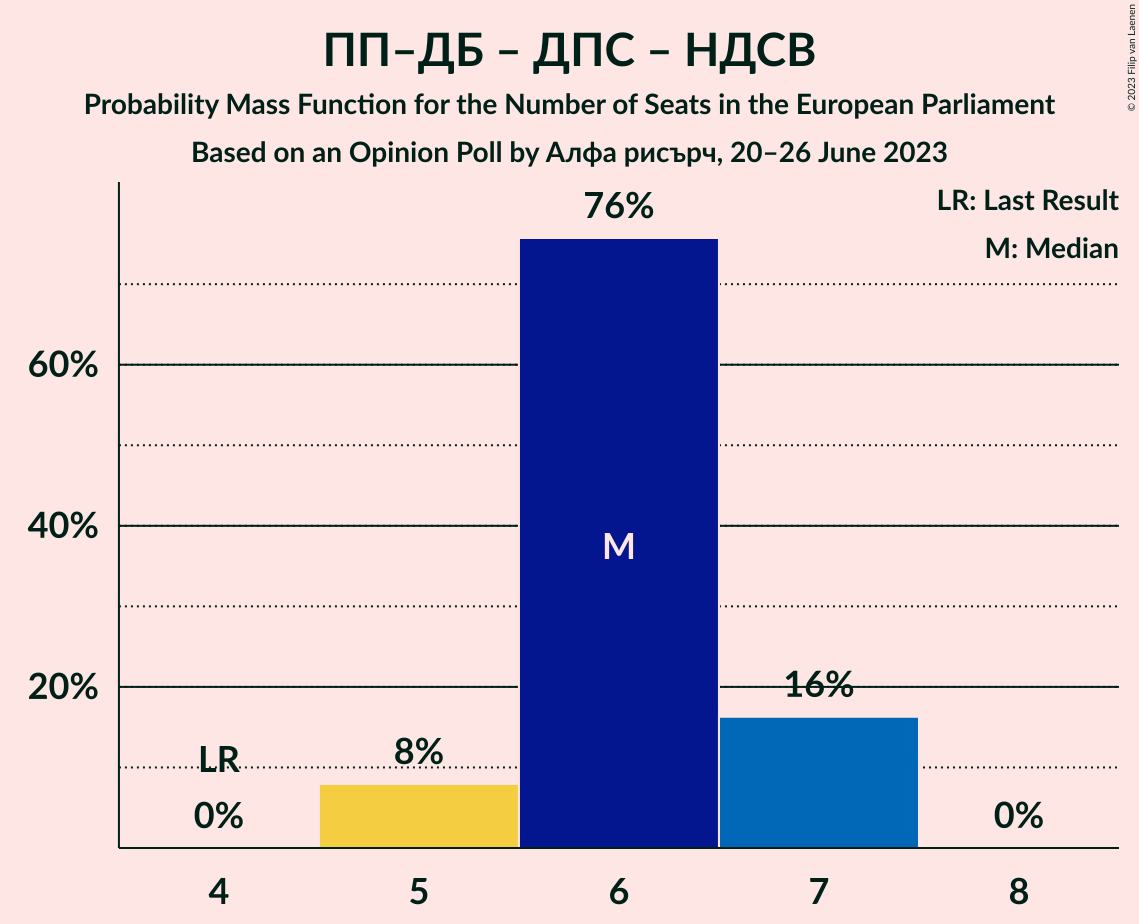 ПП–ДБ – ДПС – НДСВ
Probability Mass Function for the Number of Seats in the European Parliament
Based on an Opinion Poll by Алфа рисърч, 20–26 June 2023
© 2023 Filip van Laenen
LR: Last Result
M: Median
76%
60%
40%
M
20%
16%
LR
8%
0%
0%
4
5
6
7
8